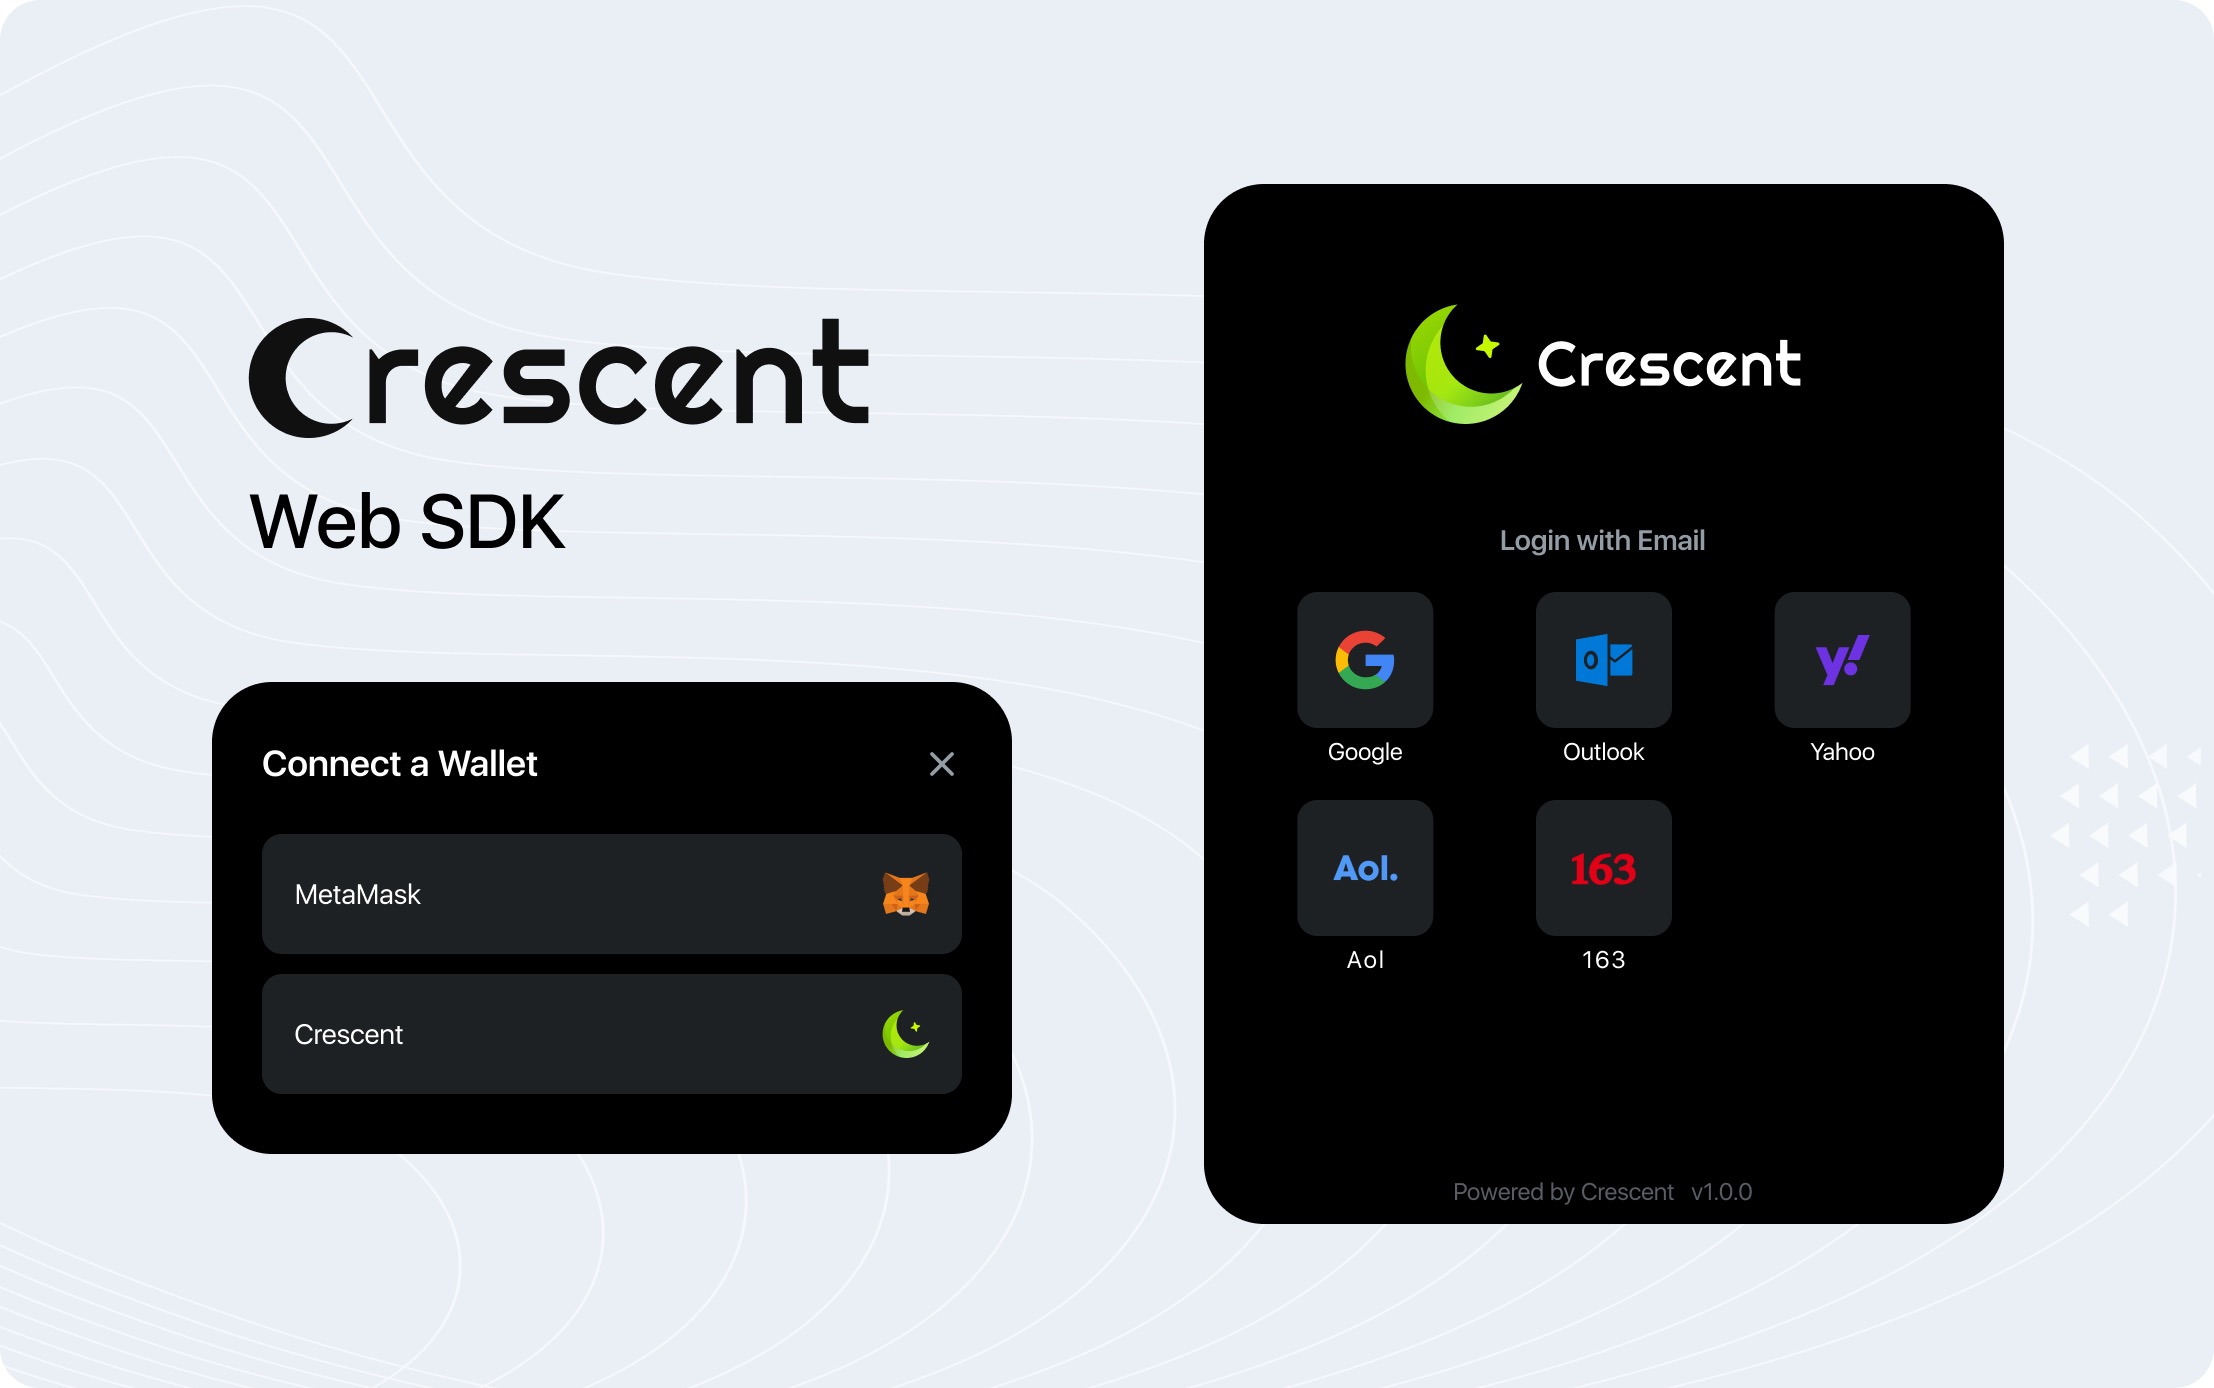 Crescent
Web SDK
Connect a Wallet
MetaMask
Crescent
Crescent
Login with Email
Google
Outlook
Yahoo
Aol.
163
Aol
163
Powered by Crescent v1.0.0